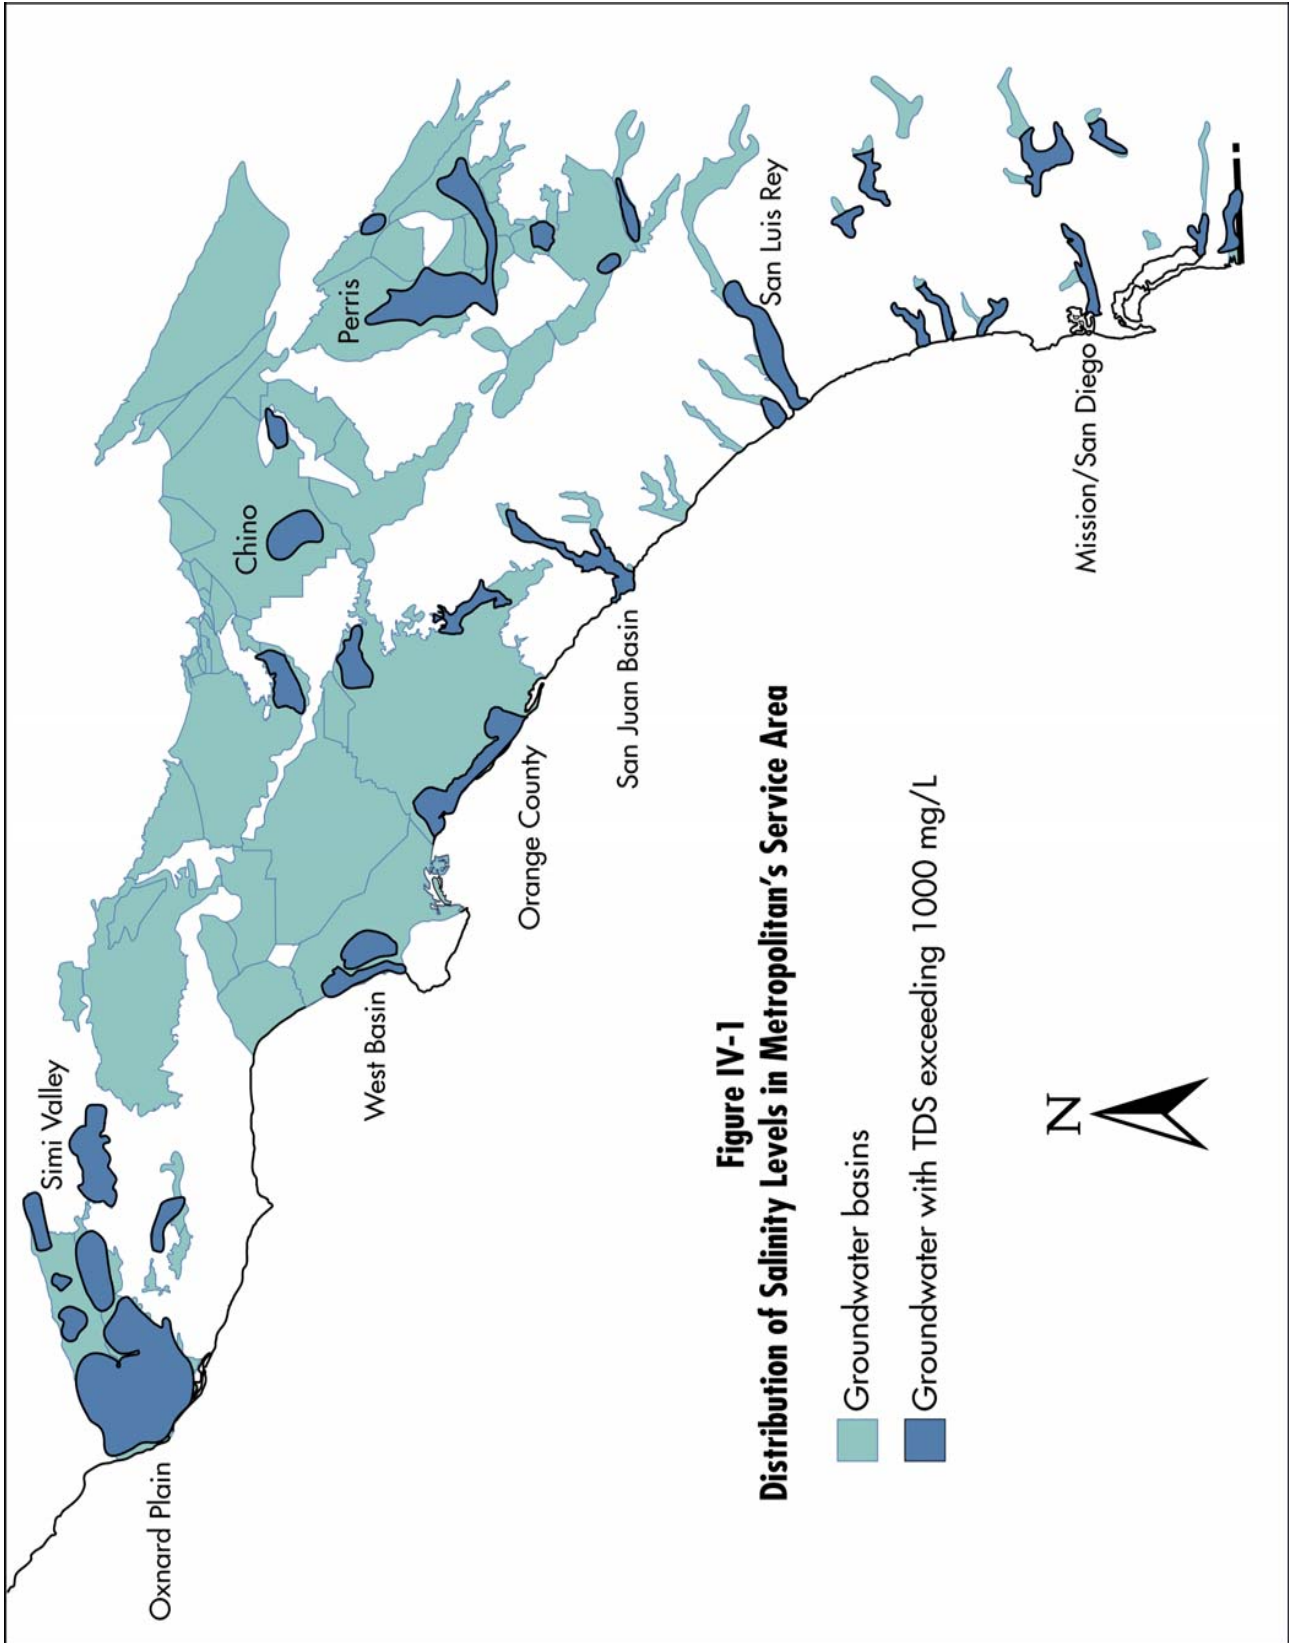 Simi Valley
Oxnard Plain
West Basin
Chino
Perris
Orange County
San Juan Basin
San Luis Rey
Mission/San Diego
Figure IV-1
Distribution of Salinity Levels in Metropolitan's Service Area
Groundwater basins
Groundwater with TDS exceeding 1000 mg/L
N